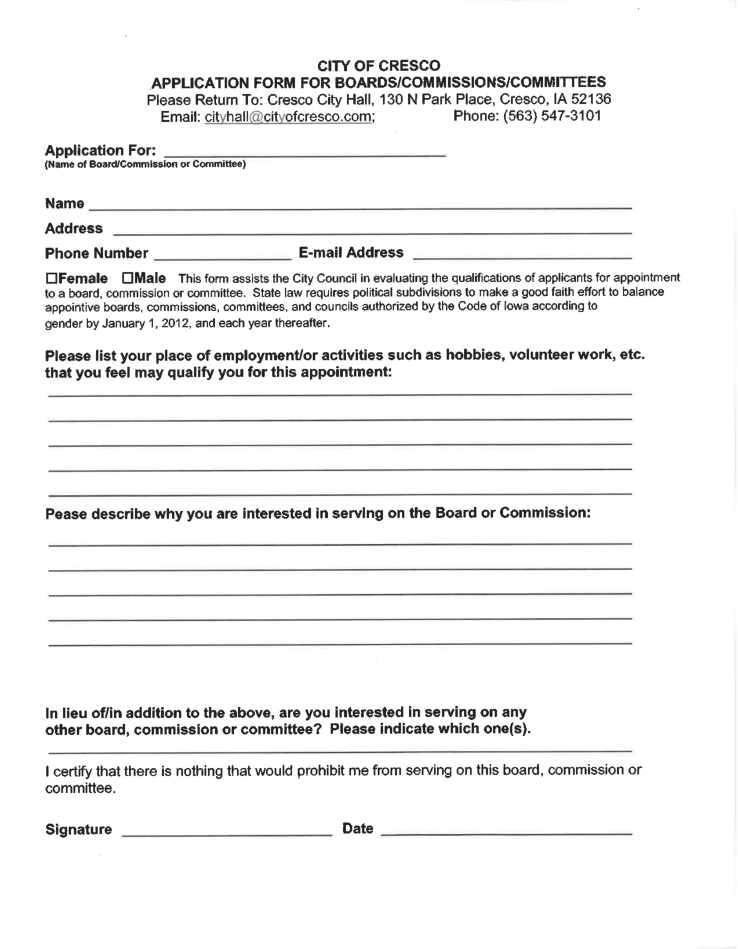 CITY OF CRESCO
APPLICATION FORM FOR BOARDS/COMMISSIONS/COMMITTEES
Please Return To: Cresco City Hall, 130 N Park Place, Cresco, IA 52136
Email: cityhall@cityofcresco.com; Phone: (563) 547-3101
Application For:
(Name of Board/Commission or Committee)
Name
Address
Phone Number E-mail Address
☐Female ☐Male This form assists the City Council in evaluating the qualifications of applicants for appointment
to a board, commission or committee. State law requires political subdivisions to make a good faith effort to balance
appointive boards, commissions, committees, and councils authorized by the Code of Iowa according to
gender by January 1, 2012, and each year thereafter.
Please list your place of employment/or activities such as hobbies, volunteer work, etc.
that you feel may qualify you for this appointment:
Pease describe why you are interested in serving on the Board or Commission:
In lieu of/in addition to the above, are you interested in serving on any
other board, commission or committee? Please indicate which one(s).
I certify that there is nothing that would prohibit me from serving on this board, commission or
committee.
Signature Date